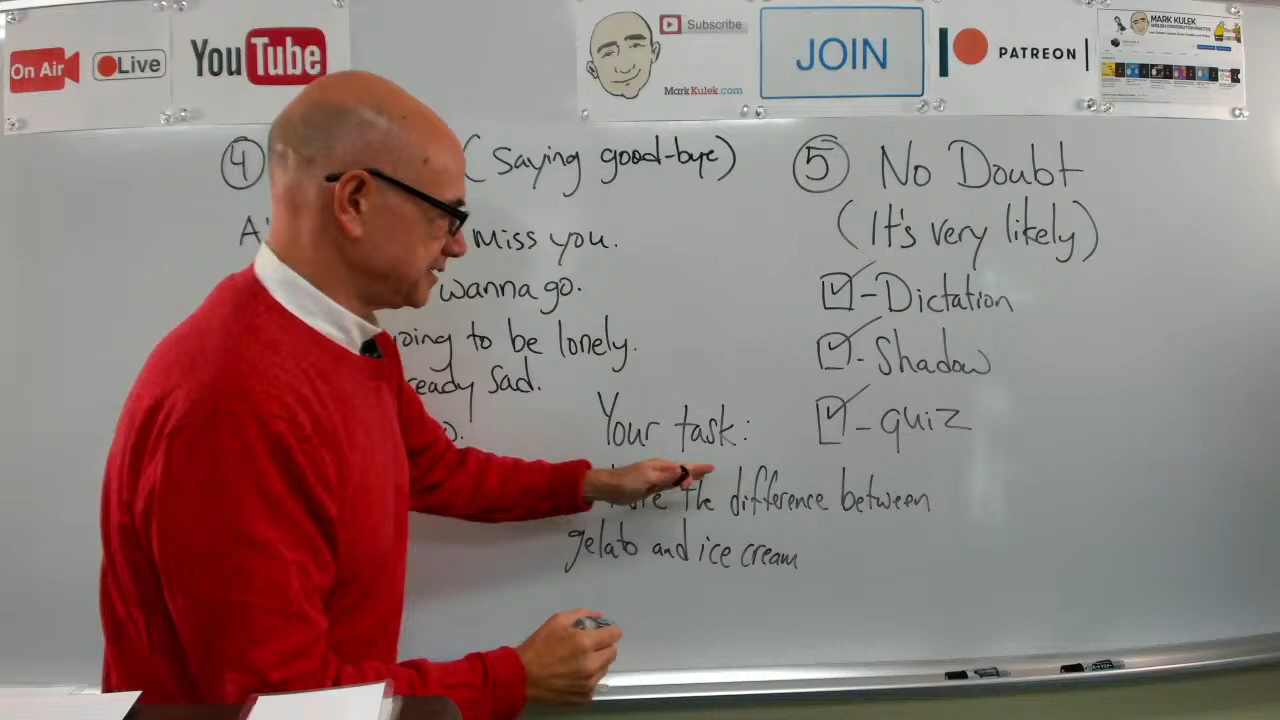 On Air
Live
YouTube
Subscribe
MarkKulek.com
JOIN
PATREON
MARK KULEK
4 (Saying good-bye)
miss you.
wanna go.
oing to be lonely.
ready sad.
o.
5 No Doubt
(It's very likely)
-Dictation
-Shadow
-quiz
Your task:
the difference between
gelato and ice cream